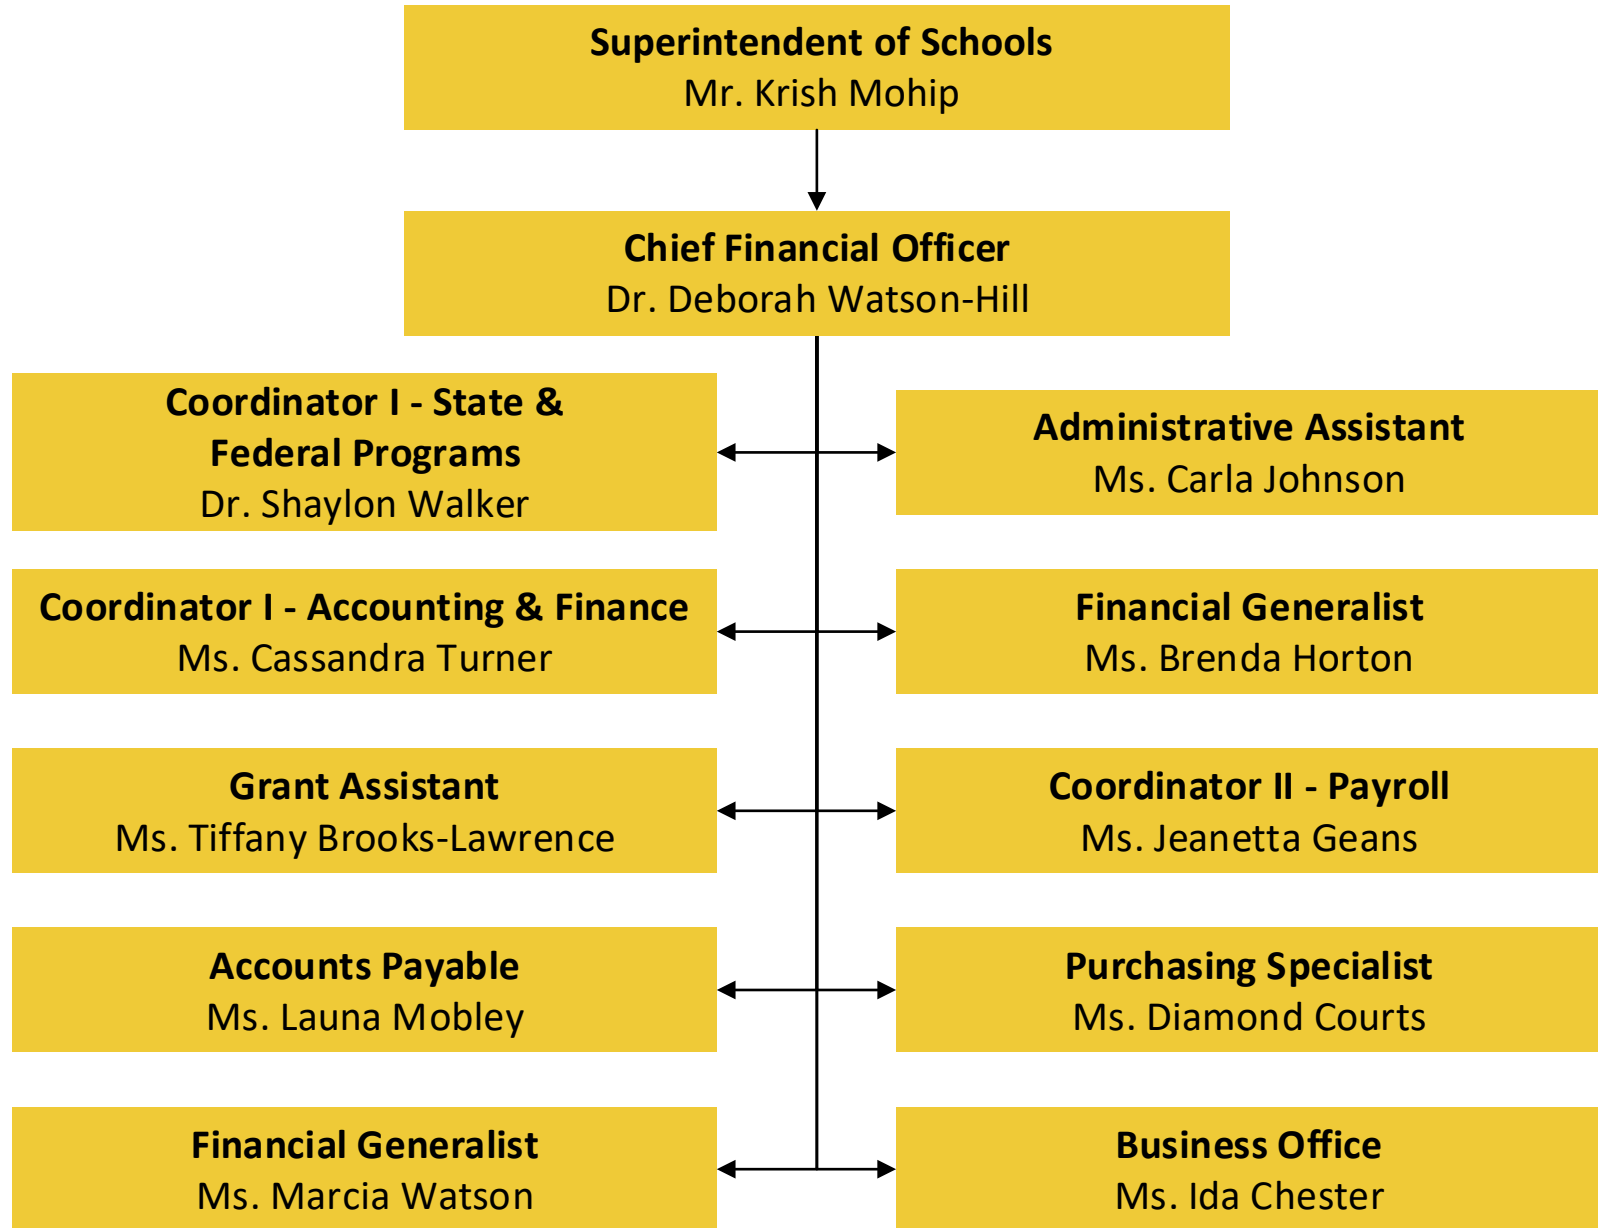 Superintendent of Schools
Mr. Krish Mohip
Chief Financial Officer
Dr. Deborah Watson-Hill
Coordinator I - State &
Federal Programs
Dr. Shaylon Walker
Administrative Assistant
Ms. Carla Johnson
Coordinator I - Accounting & Finance
Ms. Cassandra Turner
Financial Generalist
Ms. Brenda Horton
Grant Assistant
Ms. Tiffany Brooks-Lawrence
Coordinator II - Payroll
Ms. Jeanetta Geans
Accounts Payable
Ms. Launa Mobley
Purchasing Specialist
Ms. Diamond Courts
Financial Generalist
Ms. Marcia Watson
Business Office
Ms. Ida Chester